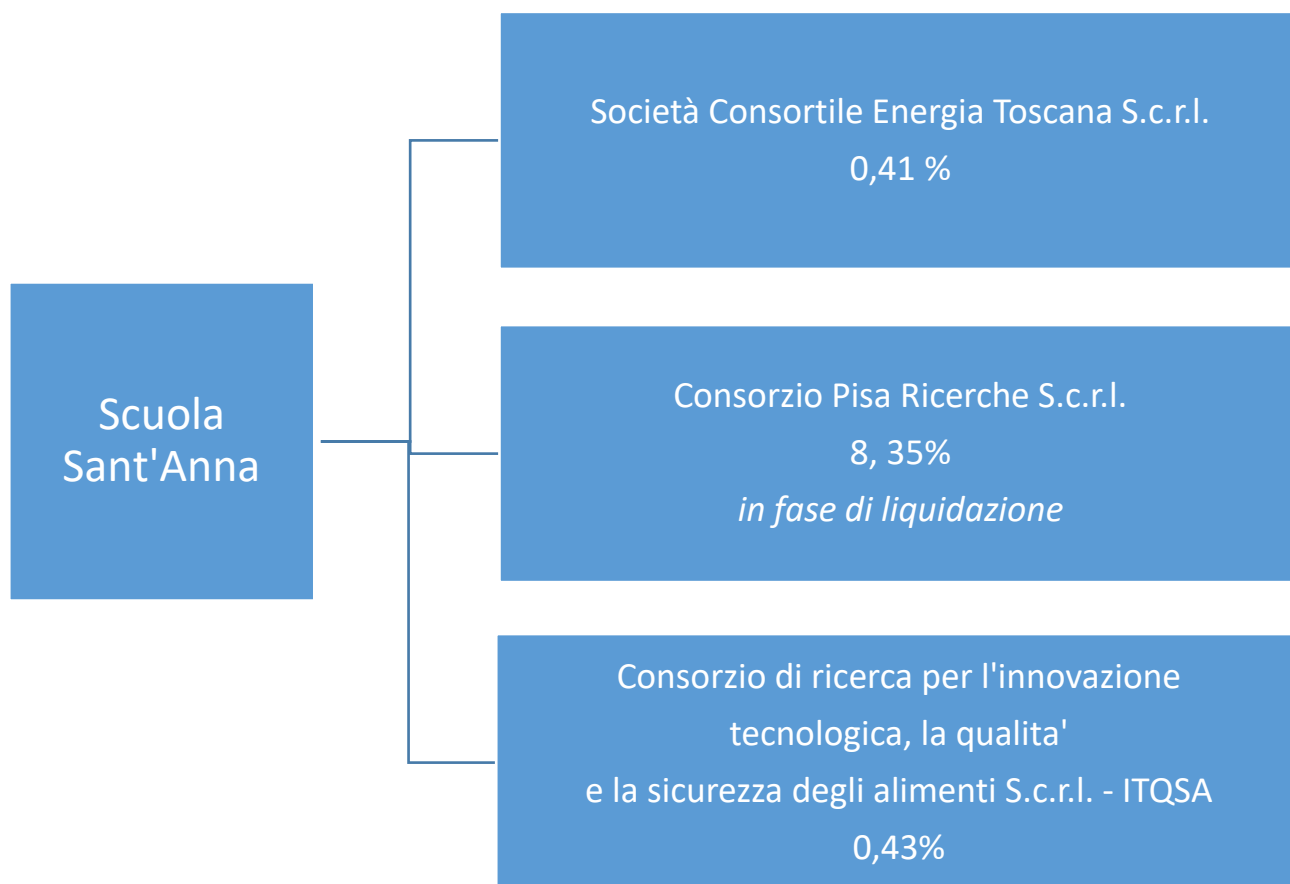 Società Consortile Energia Toscana S.c.r.l.
0,41 %
Scuola
Sant'Anna
Consorzio Pisa Ricerche S.c.r.l.
8, 35%
in fase di liquidazione
Consorzio di ricerca per l'innovazione
tecnologica, la qualita'
e la sicurezza degli alimenti S.c.r.l. - ITQSA
0,43%